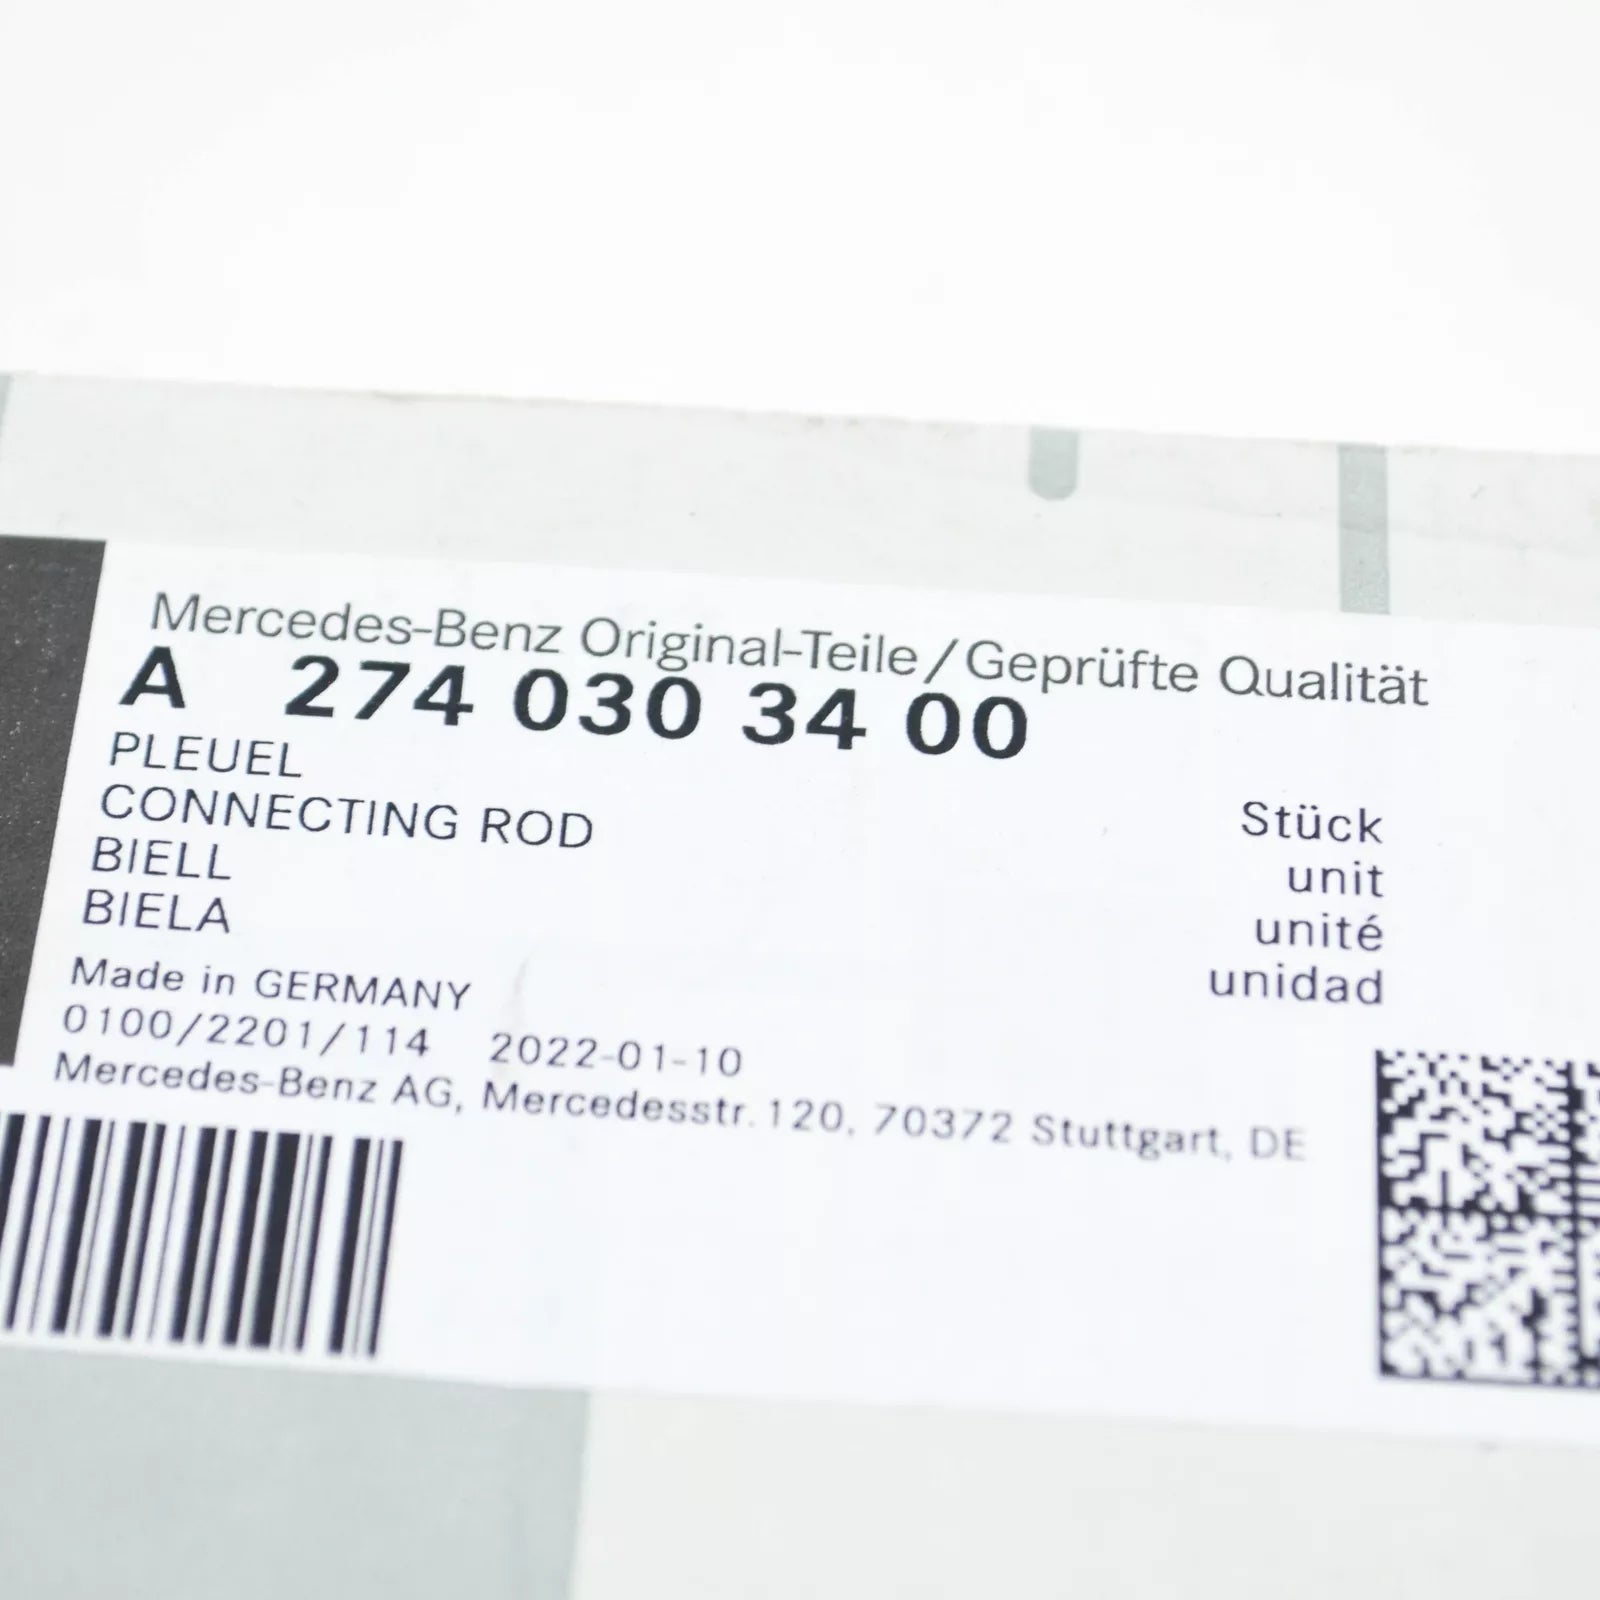 Mercedes-Benz Original-Teile/Geprüfte Qualität
A 274 030 34 00
PLEUEL
CONNECTING ROD
BIELL
BIELA
Stück
unit
unité
unidad
Made in GERMANY
0100/2201/114 2022-01-10
Mercedes-Benz AG, Mercedesstr.120, 70372 Stuttgart, DE